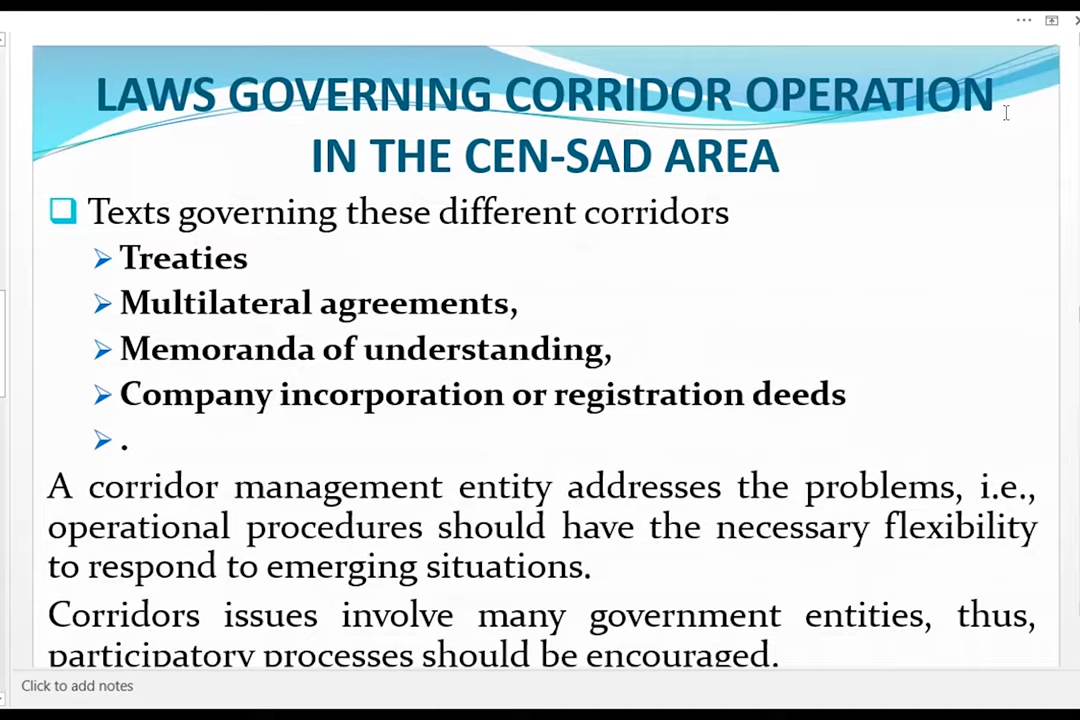 LAWS GOVERNING CORRIDOR OPERATION
IN THE CEN-SAD AREA
Texts governing these different corridors
Treaties
Multilateral agreements,
Memoranda of understanding,
Company incorporation or registration deeds
.
A corridor management entity addresses the problems, i.e.,
operational procedures should have the necessary flexibility
to respond to emerging situations.
Corridors issues involve many government entities, thus,
participatory processes should be encouraged.
Click to add notes